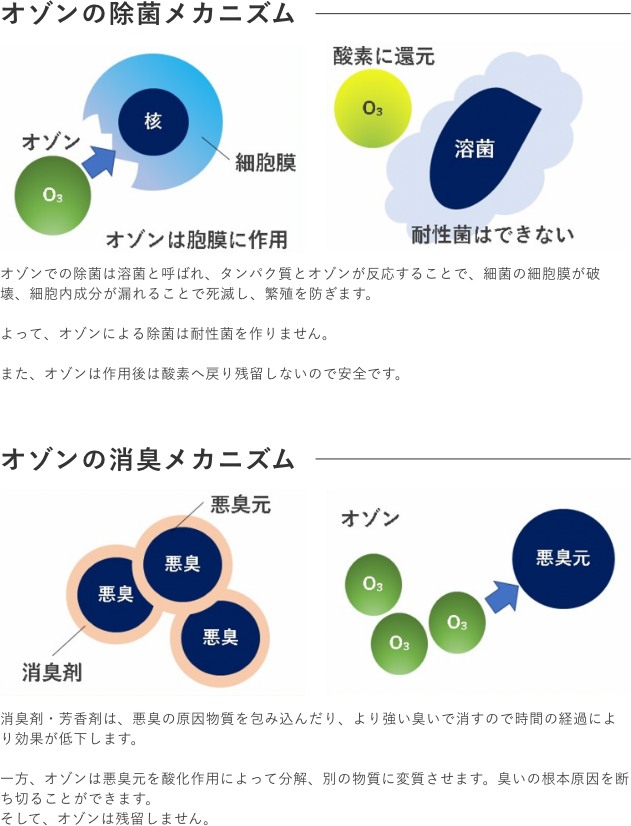 オゾンの除菌メカニズム
核
オゾン
O₃
細胞膜
オゾンは胞膜に作用
酸素に還元
O₃
溶菌
耐性菌はできない
オゾンでの除菌は溶菌と呼ばれ、タンパク質とオゾンが反応することで、細菌の細胞膜が破
壊、細胞内成分が漏れることで死滅し、繁殖を防ぎます。
よって、オゾンによる除菌は耐性菌を作りません。
また、オゾンは作用後は酸素へ戻り残留しないので安全です。
オゾンの消臭メカニズム
悪臭元
悪臭
悪臭
悪臭
消臭剤
オゾン
悪臭元
O₃
O₃
O₃
消臭剤・芳香剤は、悪臭の原因物質を包み込んだり、より強い臭いで消すので時間の経過によ
り効果が低下します。
一方、オゾンは悪臭元を酸化作用によって分解、別の物質に変質させます。臭いの根本原因を断
ち切ることができます。
そして、オゾンは残留しません。